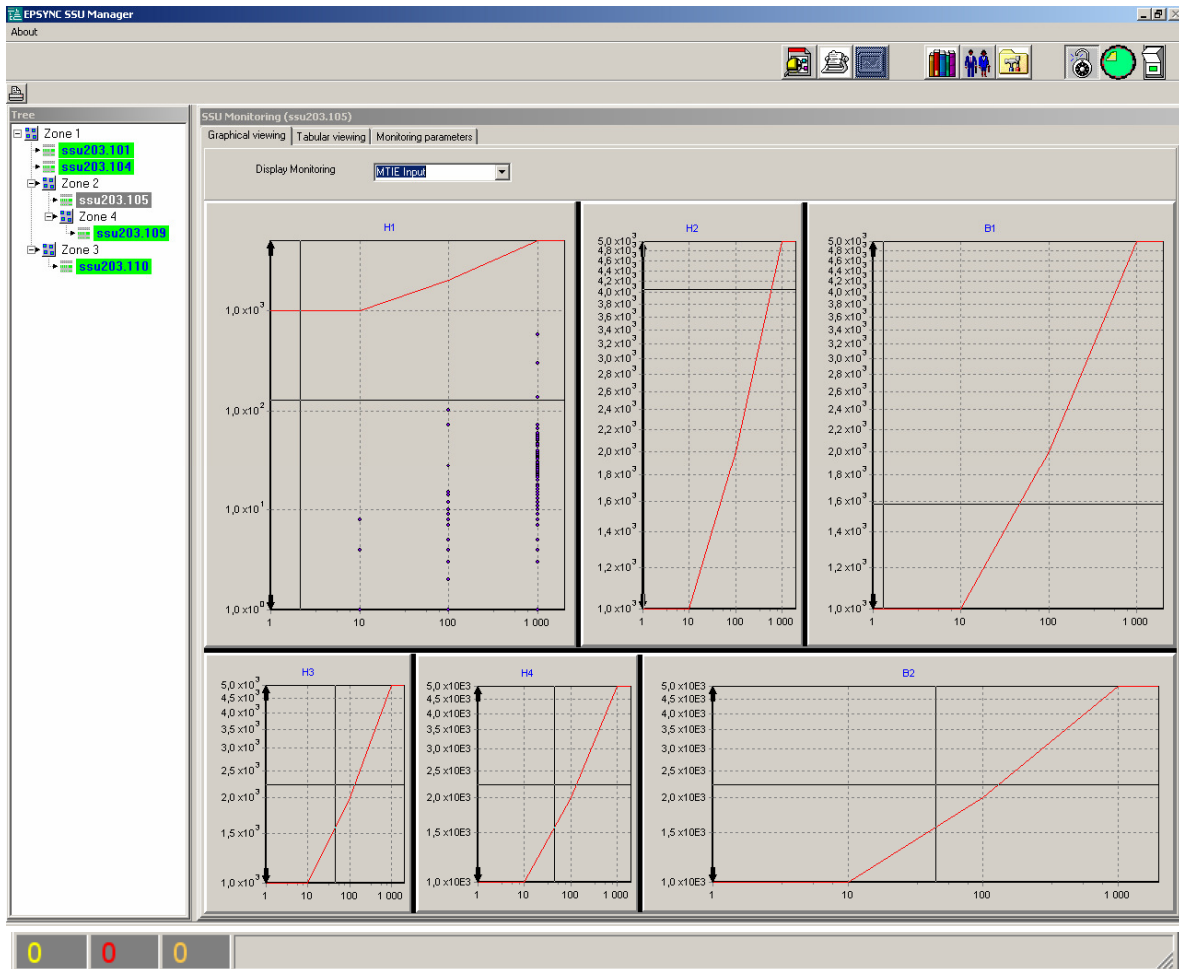 EPSYNC SSU Manager
About
Tree
Zone 1
ssu203.101
ssu203.104
Zone 2
ssu203.105
Zone 4
ssu203.109
Zone 3
ssu203.110
SSU Monitoring (ssu203.105)
Graphical viewing Tabular viewing Monitoring parameters
Display Monitoring MTIE Input
H1
1,0 x10³
1,0 x10²
1,0 x10¹
1,0 x10⁰
1 10 100 1 000
H2
5,0 x10³
4,8 x10³
4,6 x10³
4,4 x10³
4,2 x10³
4,0 x10³
3,8 x10³
3,6 x10³
3,4 x10³
3,2 x10³
3,0 x10³
2,8 x10³
2,6 x10³
2,4 x10³
2,2 x10³
2,0 x10³
1,8 x10³
1,6 x10³
1,4 x10³
1,2 x10³
1,0 x10³
1 10 100 1 000
B1
5,0 x10³
4,8 x10³
4,6 x10³
4,4 x10³
4,2 x10³
4,0 x10³
3,8 x10³
3,6 x10³
3,4 x10³
3,2 x10³
3,0 x10³
2,8 x10³
2,6 x10³
2,4 x10³
2,2 x10³
2,0 x10³
1,8 x10³
1,6 x10³
1,4 x10³
1,2 x10³
1,0 x10³
1 10 100 1 000
H3
5,0 x10³
4,5 x10³
4,0 x10³
3,5 x10³
3,0 x10³
2,5 x10³
2,0 x10³
1,5 x10³
1,0 x10³
1 10 100 1 000
H4
5,0 x10E3
4,5 x10E3
4,0 x10E3
3,5 x10E3
3,0 x10E3
2,5 x10E3
2,0 x10E3
1,5 x10E3
1,0 x10E3
1 10 100 1 000
B2
5,0 x10E3
4,5 x10E3
4,0 x10E3
3,5 x10E3
3,0 x10E3
2,5 x10E3
2,0 x10E3
1,5 x10E3
1,0 x10E3
1 10 100 1 000
0 0 0